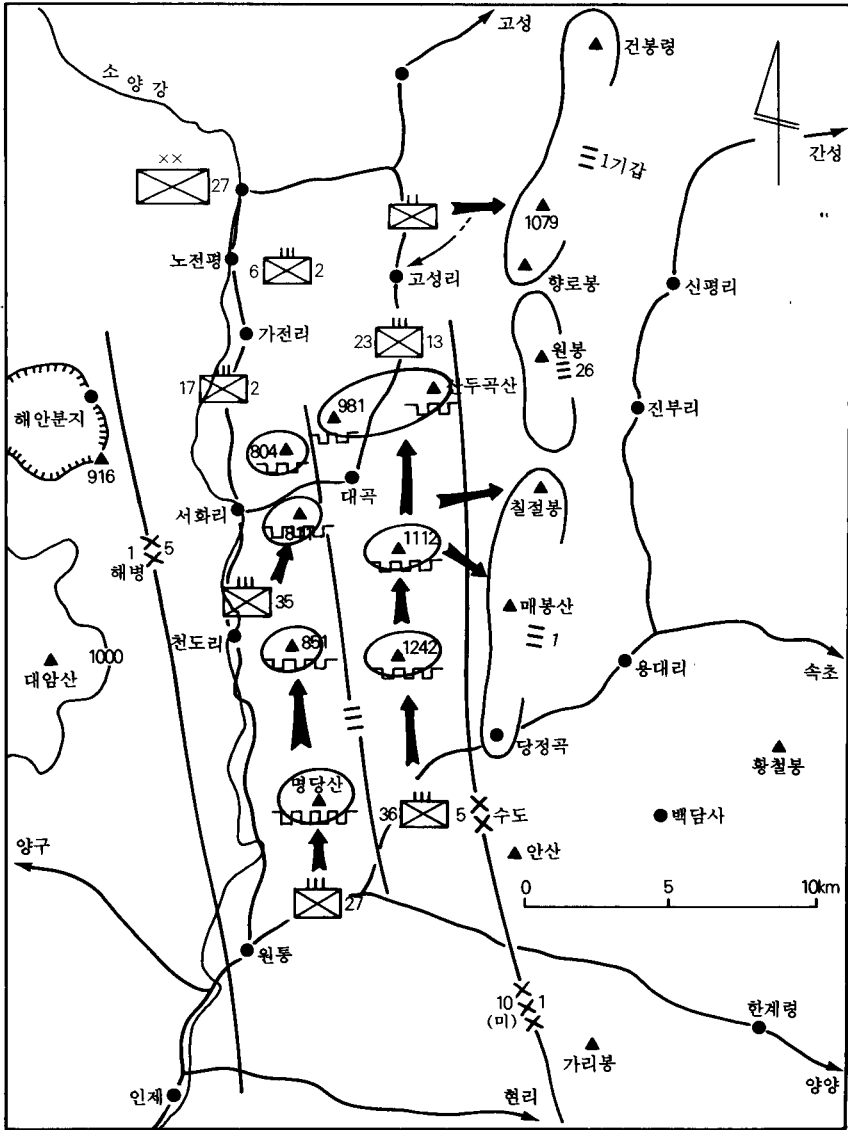 고성
건봉령
소양강
간성
1기갑
××
27
1079
노전평
6 2
고성리
향로봉
신평리
가전리
23 13
원봉
26
17 2
산두곡산
981
진부리
해안분지
804
916
대곡
칠절봉
서화리
811
1 5
해병
1112
35
매봉산
천도리
851
1242
1
1000
대암산
용대리
속초
당정곡
황철봉
명당산
36
5 수도
백담사
양구
안산
0 5 10km
27
원통
10 1
(미)
한계령
가리봉
인제
현리
양양